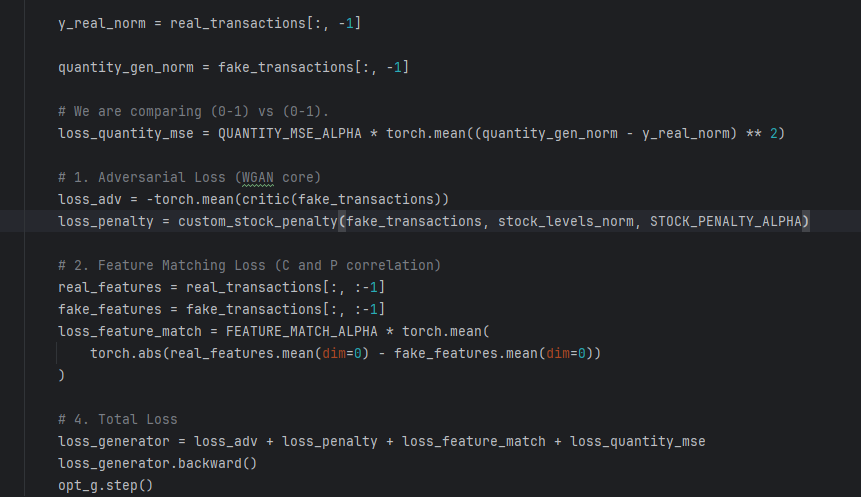 y_real_norm = real_transactions[:, -1]
quantity_gen_norm = fake_transactions[:, -1]
# We are comparing (0-1) vs (0-1).
loss_quantity_mse = QUANTITY_MSE_ALPHA * torch.mean((quantity_gen_norm - y_real_norm) ** 2)
# 1. Adversarial Loss (WGAN core)
loss_adv = -torch.mean(critic(fake_transactions))
loss_penalty = custom_stock_penalty(fake_transactions, stock_levels_norm, STOCK_PENALTY_ALPHA)
# 2. Feature Matching Loss (C and P correlation)
real_features = real_transactions[:, :-1]
fake_features = fake_transactions[:, :-1]
loss_feature_match = FEATURE_MATCH_ALPHA * torch.mean(
    torch.abs(real_features.mean(dim=0) - fake_features.mean(dim=0))
)
# 4. Total Loss
loss_generator = loss_adv + loss_penalty + loss_feature_match + loss_quantity_mse
loss_generator.backward()
opt_g.step()